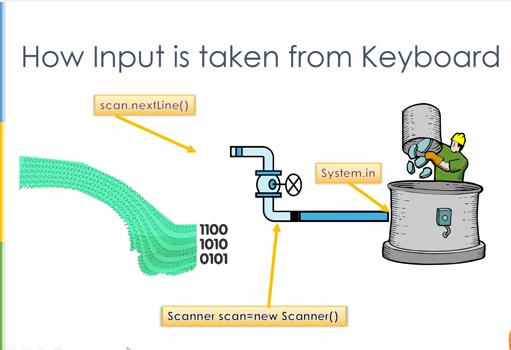 How Input is taken from Keyboard
scan.nextLine()
System.in
1100
1010
0101
Scanner scan=new Scanner()